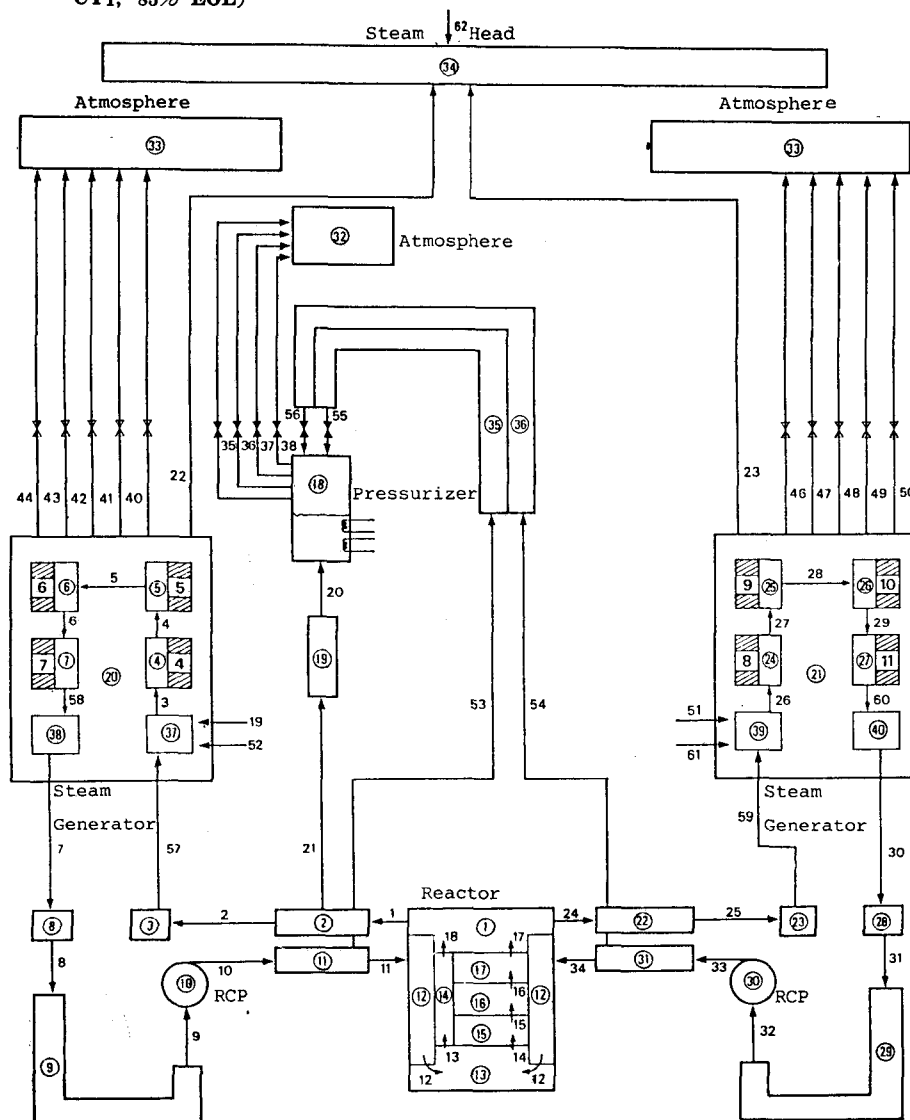 OTT, 85% EOL)
Steam 62 Head
34
Atmosphere
Atmosphere
33
33
32
Atmosphere
56 55
35 36
35 36 37 38
22
23
18
Pressurizer
44 43 42 41 40
46 47 48 49 50
6 6 5 5 5
9 25 28 26 10
20
6 4
27 29
7 7 4 4
19
8 24 27 11
20
21
58 3
53 54
26 60
38 37
19
52
51
61
39 40
Steam
Generator
Steam
Generator
7 57
21
59
30
Reactor
8 3 2 2 1 1 24 22 25 23 28
18 17
8
10 11 11
17
34 31 33
31
10
RCP
12 14 16 16 12
30
RCP
15
15
9
32
13 14
9
12 13 12
29